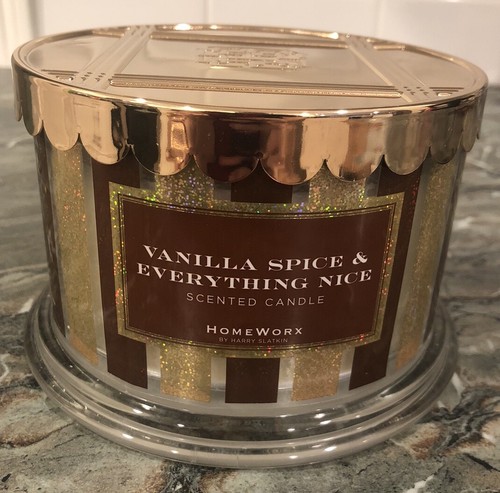 VANILLA SPICE &
EVERYTHING NICE
SCENTED CANDLE
HOMEWORX
BY HARRY SLATKIN